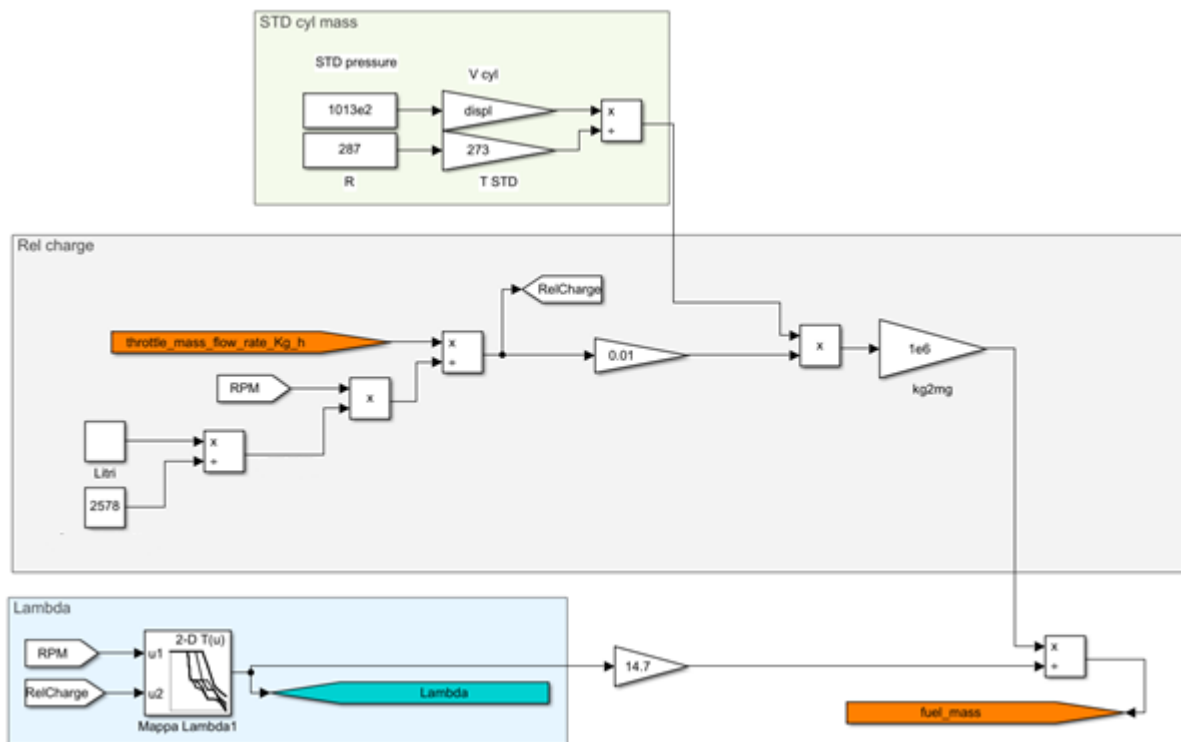 STD cyl mass
STD pressure
V cyl
1013e2
displ
x
÷
287
273
R
T STD
Rel charge
RelCharge
throttle_mass_flow_rate_Kg_h
x
÷
0.01
x
1e6
kg2mg
RPM
x
Litri
x
÷
2578
Lambda
RPM
RelCharge
u1
u2
2-D T(u)
Mappa Lambda1
Lambda
14.7
x
÷
fuel_mass